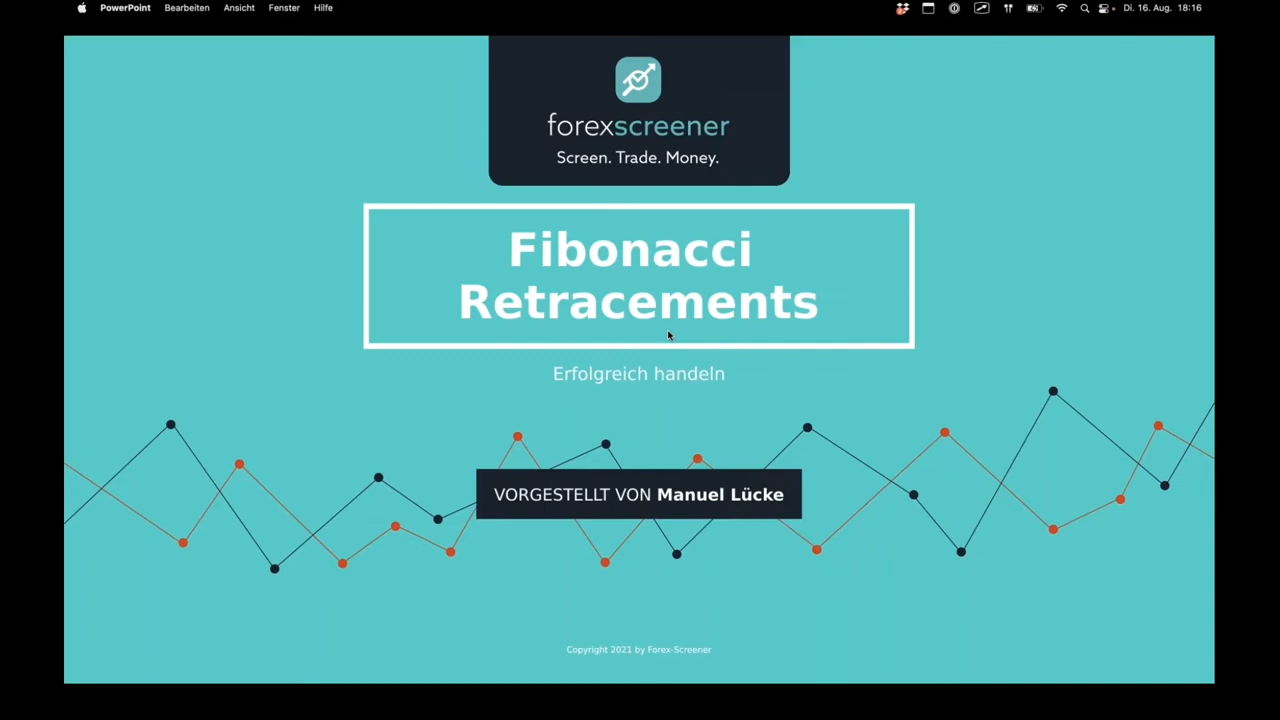 PowerPoint Bearbeiten Ansicht Fenster Hilfe Di. 16. Aug. 18:16
forexscreener
Screen. Trade. Money.
Fibonacci
Retracements
Erfolgreich handeln
VORGESTELLT VON Manuel Lücke
Copyright 2021 by Forex-Screener